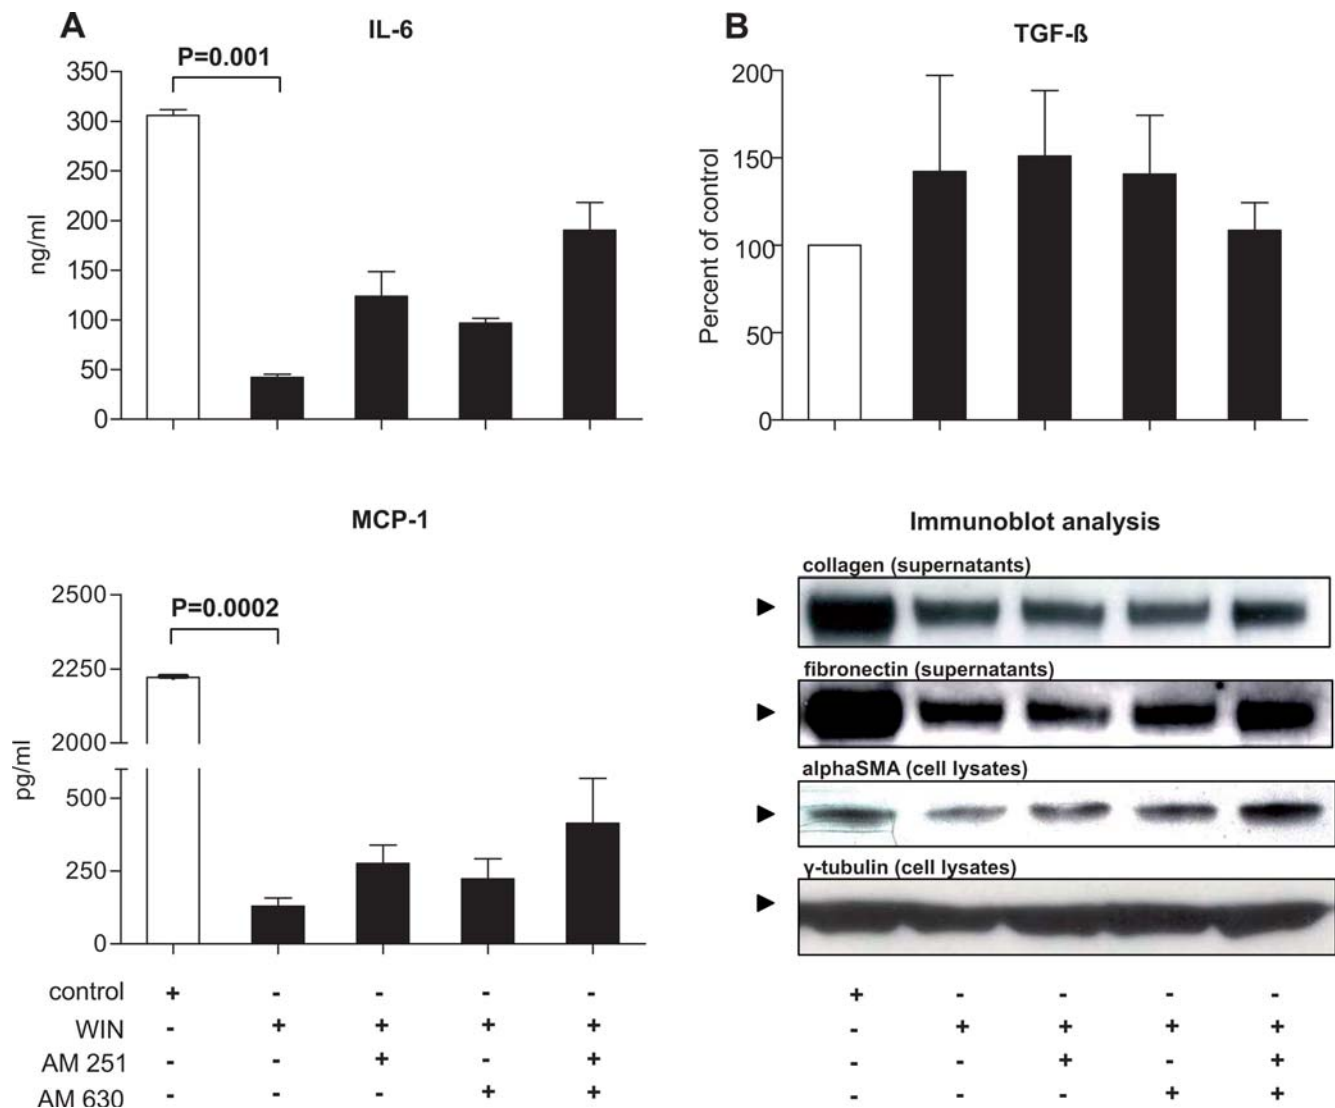 A
IL-6
P=0.001
350
300
250
200
150
100
50
0
ng/ml
B
TGF-ß
200
150
100
50
0
Percent of control
MCP-1
P=0.0002
2500
2250
2000
500
250
0
pg/ml
Immunoblot analysis
collagen (supernatants)
fibronectin (supernatants)
alphaSMA (cell lysates)
γ-tubulin (cell lysates)
control + - - - - + - - - -
WIN - + + + + - + + + +
AM 251 - - + - + - - + - +
AM 630 - - - + + - - - + +